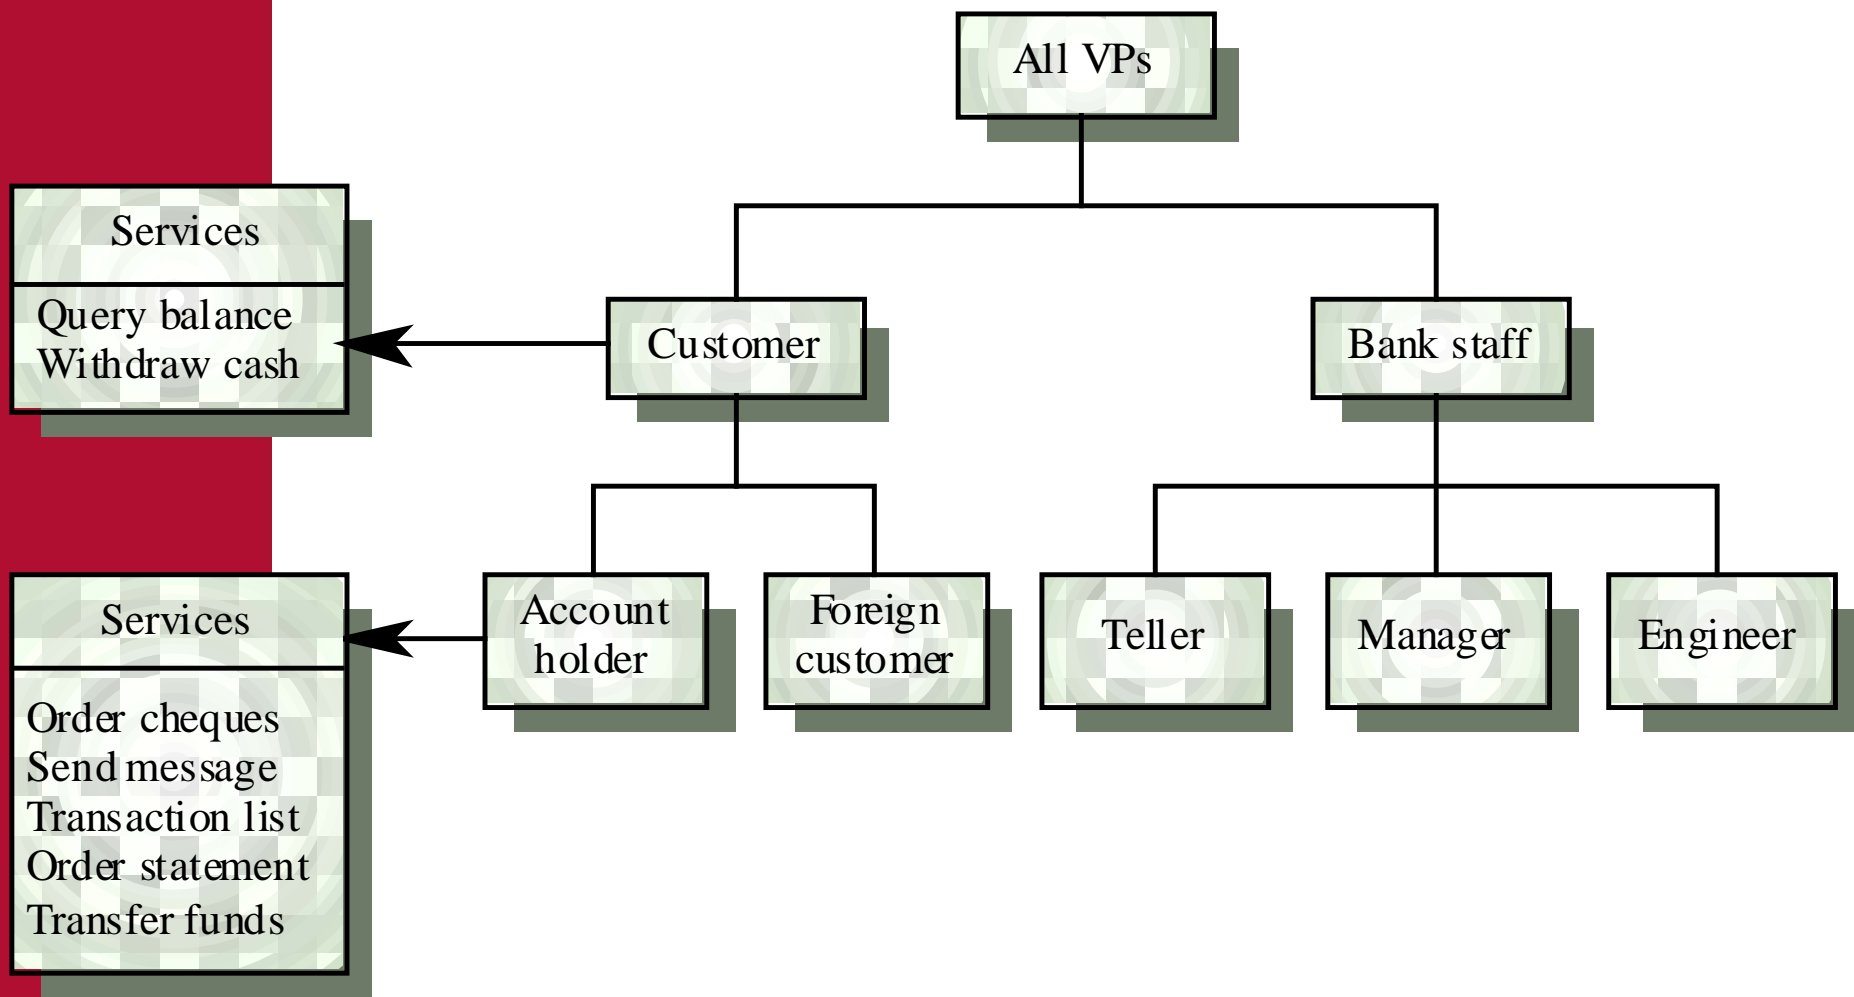 All VPs
Services
Query balance
Withdraw cash
Customer
Bank staff
Services
Order cheques
Send message
Transaction list
Order statement
Transfer funds
Account
holder
Foreign
customer
Teller
Manager
Engineer